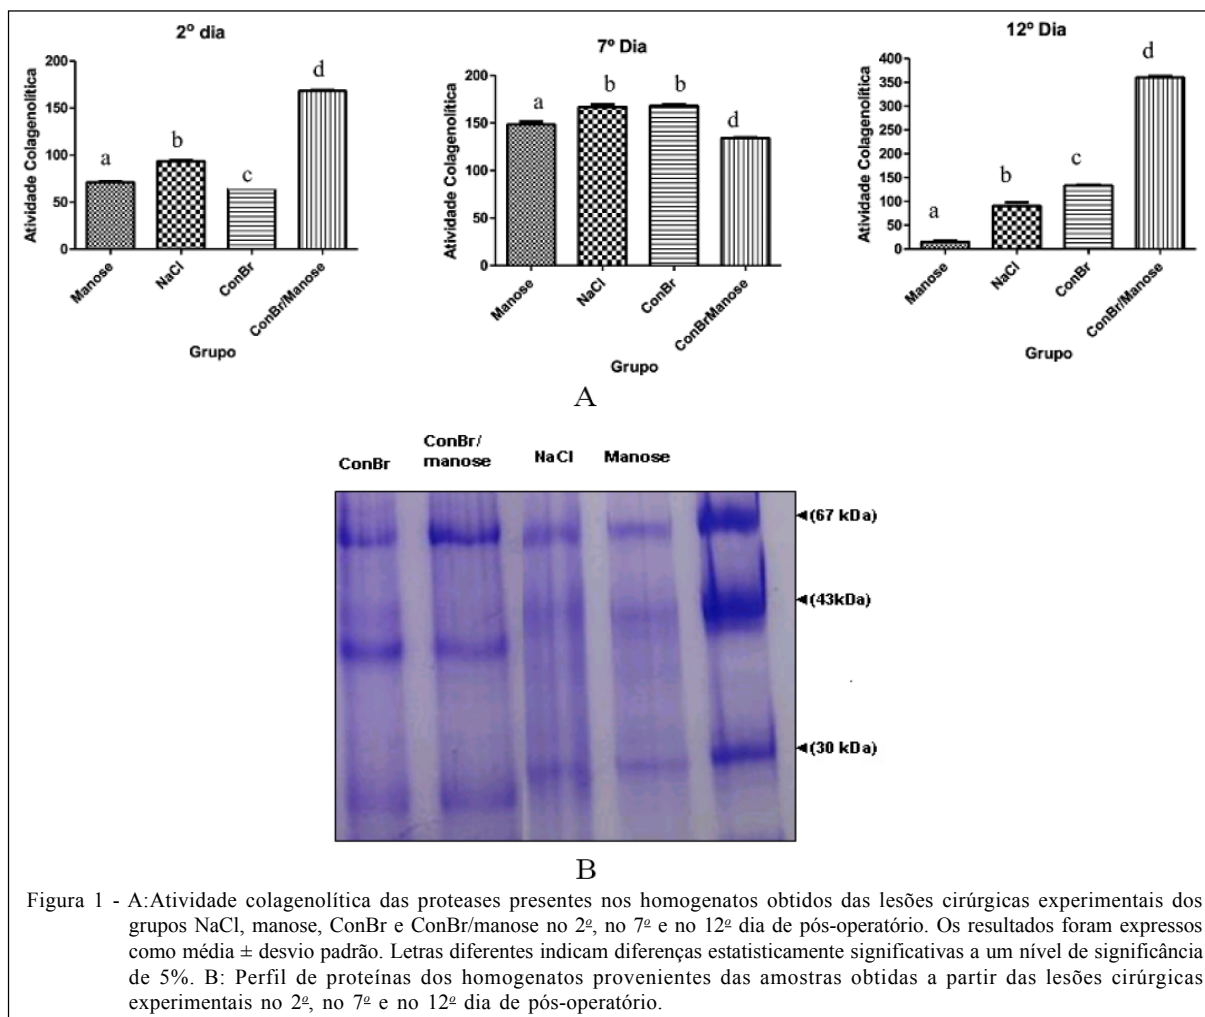 2º dia
Atividade Colagenolítica
200
150
100
50
0
a
b
c
d
Manose
NaCl
ConBr
ConBr/Manose
Grupo
7º Dia
Atividade Colagenolítica
200
150
100
50
0
a
b
b
d
Manose
NaCl
ConBr
ConBrManose
Grupo
12º Dia
Atividade Colagenolítica
400
350
300
250
200
150
100
50
0
a
b
c
d
Manose
NaCl
ConBr
ConBr/Manose
Grupo
A
ConBr
ConBr/
manose
NaCl
Manose
(67 kDa)
(43kDa)
(30 kDa)
B
Figura 1 - A:Atividade colagenolítica das proteases presentes nos homogenatos obtidos das lesões cirúrgicas experimentais dos
grupos NaCl, manose, ConBr e ConBr/manose no 2º, no 7º e no 12º dia de pós-operatório. Os resultados foram expressos
como média ± desvio padrão. Letras diferentes indicam diferenças estatisticamente significativas a um nível de significância
de 5%. B: Perfil de proteínas dos homogenatos provenientes das amostras obtidas a partir das lesões cirúrgicas
experimentais no 2º, no 7º e no 12º dia de pós-operatório.